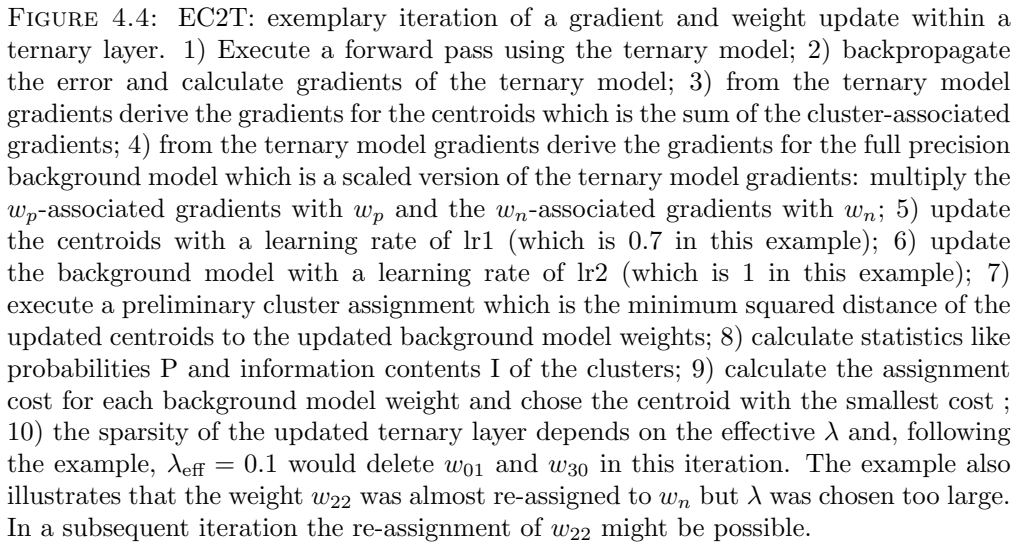 FIGURE 4.4: EC2T: exemplary iteration of a gradient and weight update within a
ternary layer. 1) Execute a forward pass using the ternary model; 2) backpropagate
the error and calculate gradients of the ternary model; 3) from the ternary model
gradients derive the gradients for the centroids which is the sum of the cluster-associated
gradients; 4) from the ternary model gradients derive the gradients for the full precision
background model which is a scaled version of the ternary model gradients: multiply the
w_p-associated gradients with w_p and the w_n-associated gradients with w_n; 5) update
the centroids with a learning rate of lr1 (which is 0.7 in this example); 6) update
the background model with a learning rate of lr2 (which is 1 in this example); 7)
execute a preliminary cluster assignment which is the minimum squared distance of the
updated centroids to the updated background model weights; 8) calculate statistics like
probabilities P and information contents I of the clusters; 9) calculate the assignment
cost for each background model weight and chose the centroid with the smallest cost ;
10) the sparsity of the updated ternary layer depends on the effective λ and, following
the example, λ_eff = 0.1 would delete w_01 and w_30 in this iteration. The example also
illustrates that the weight w_22 was almost re-assigned to w_n but λ was chosen too large.
In a subsequent iteration the re-assignment of w_22 might be possible.